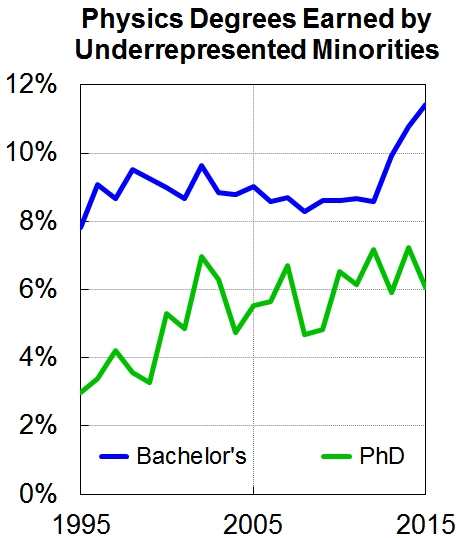 Physics Degrees Earned by
Underrepresented Minorities
12%
10%
8%
6%
4%
2%
0%
Bachelor's
PhD
1995
2005
2015